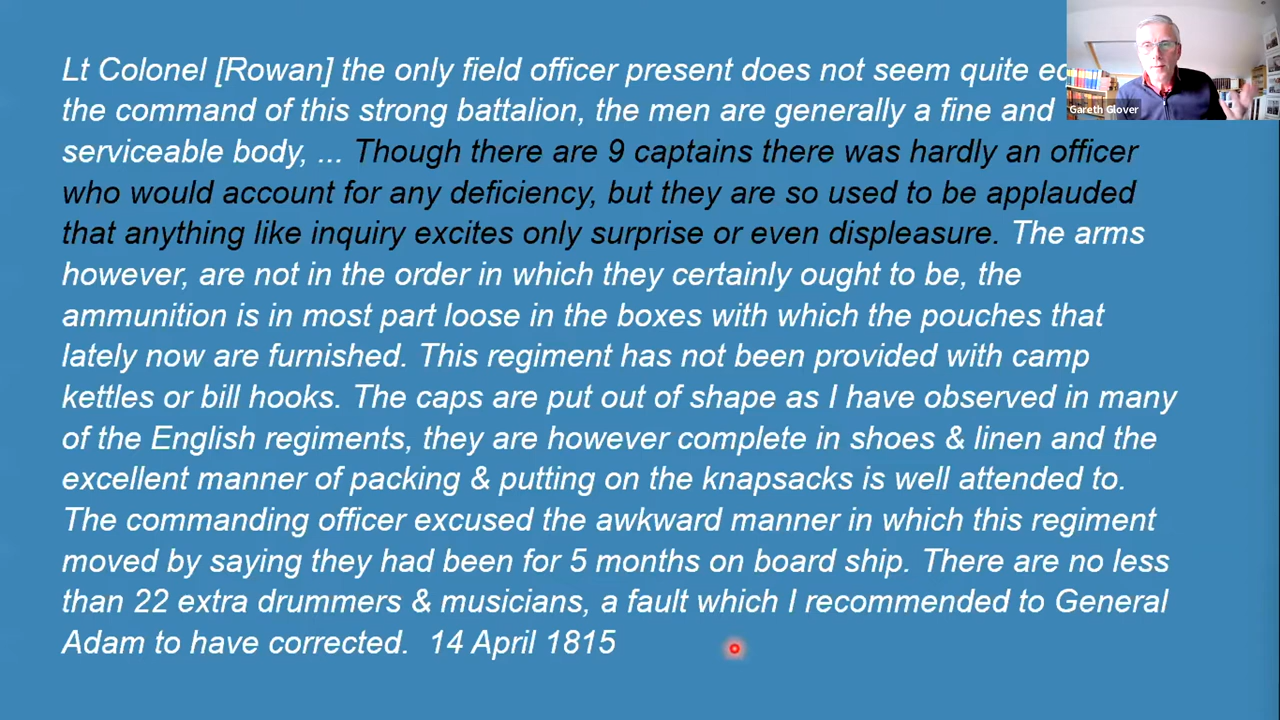 Lt Colonel [Rowan] the only field officer present does not seem quite
the command of this strong battalion, the men are generally a fine and
Gareth Glover
serviceable body, ... Though there are 9 captains there was hardly an officer
who would account for any deficiency, but they are so used to be applauded
that anything like inquiry excites only surprise or even displeasure. The arms
however, are not in the order in which they certainly ought to be, the
ammunition is in most part loose in the boxes with which the pouches that
lately now are furnished. This regiment has not been provided with camp
kettles or bill hooks. The caps are put out of shape as I have observed in many
of the English regiments, they are however complete in shoes & linen and the
excellent manner of packing & putting on the knapsacks is well attended to.
The commanding officer excused the awkward manner in which this regiment
moved by saying they had been for 5 months on board ship. There are no less
than 22 extra drummers & musicians, a fault which I recommended to General
Adam to have corrected. 14 April 1815